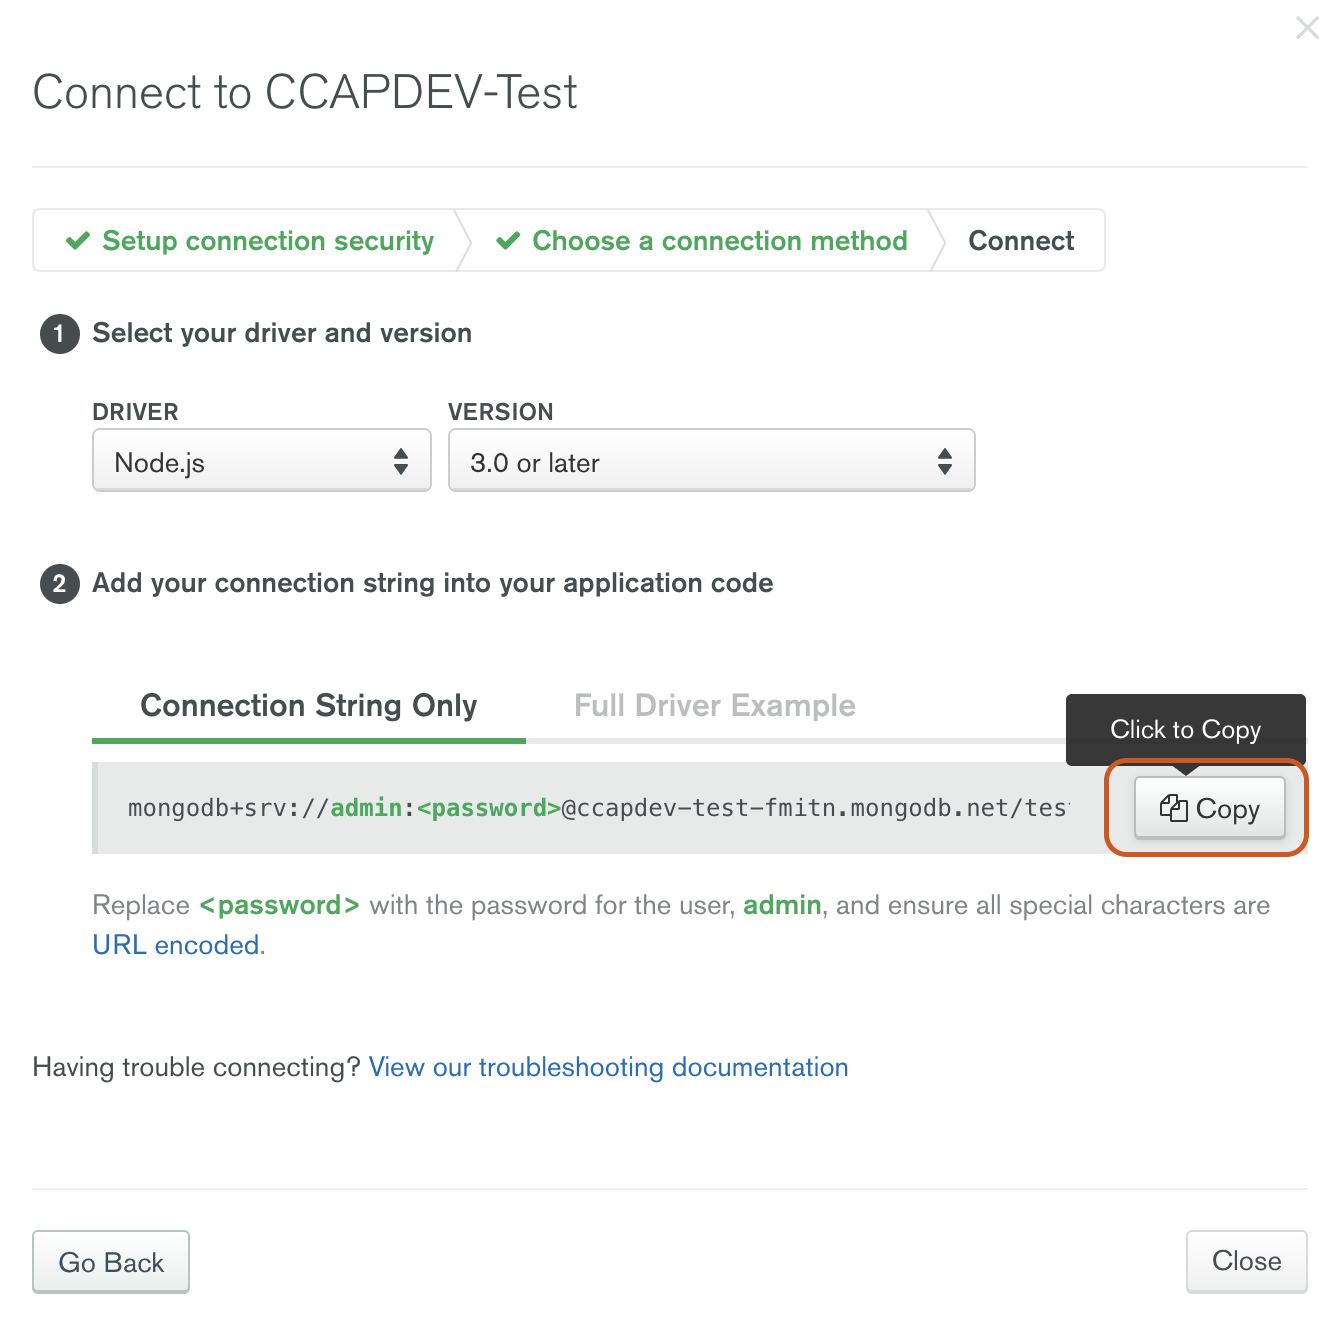 Connect to CCAPDEV-Test
Setup connection security
Choose a connection method
Connect
1 Select your driver and version
DRIVER
VERSION
Node.js
3.0 or later
2 Add your connection string into your application code
Connection String Only
Full Driver Example
Click to Copy
mongodb+srv://admin:<password>@ccapdev-test-fmitn.mongodb.net/tes
Copy
Replace <password> with the password for the user, admin, and ensure all special characters are
URL encoded.
Having trouble connecting? View our troubleshooting documentation
Go Back
Close